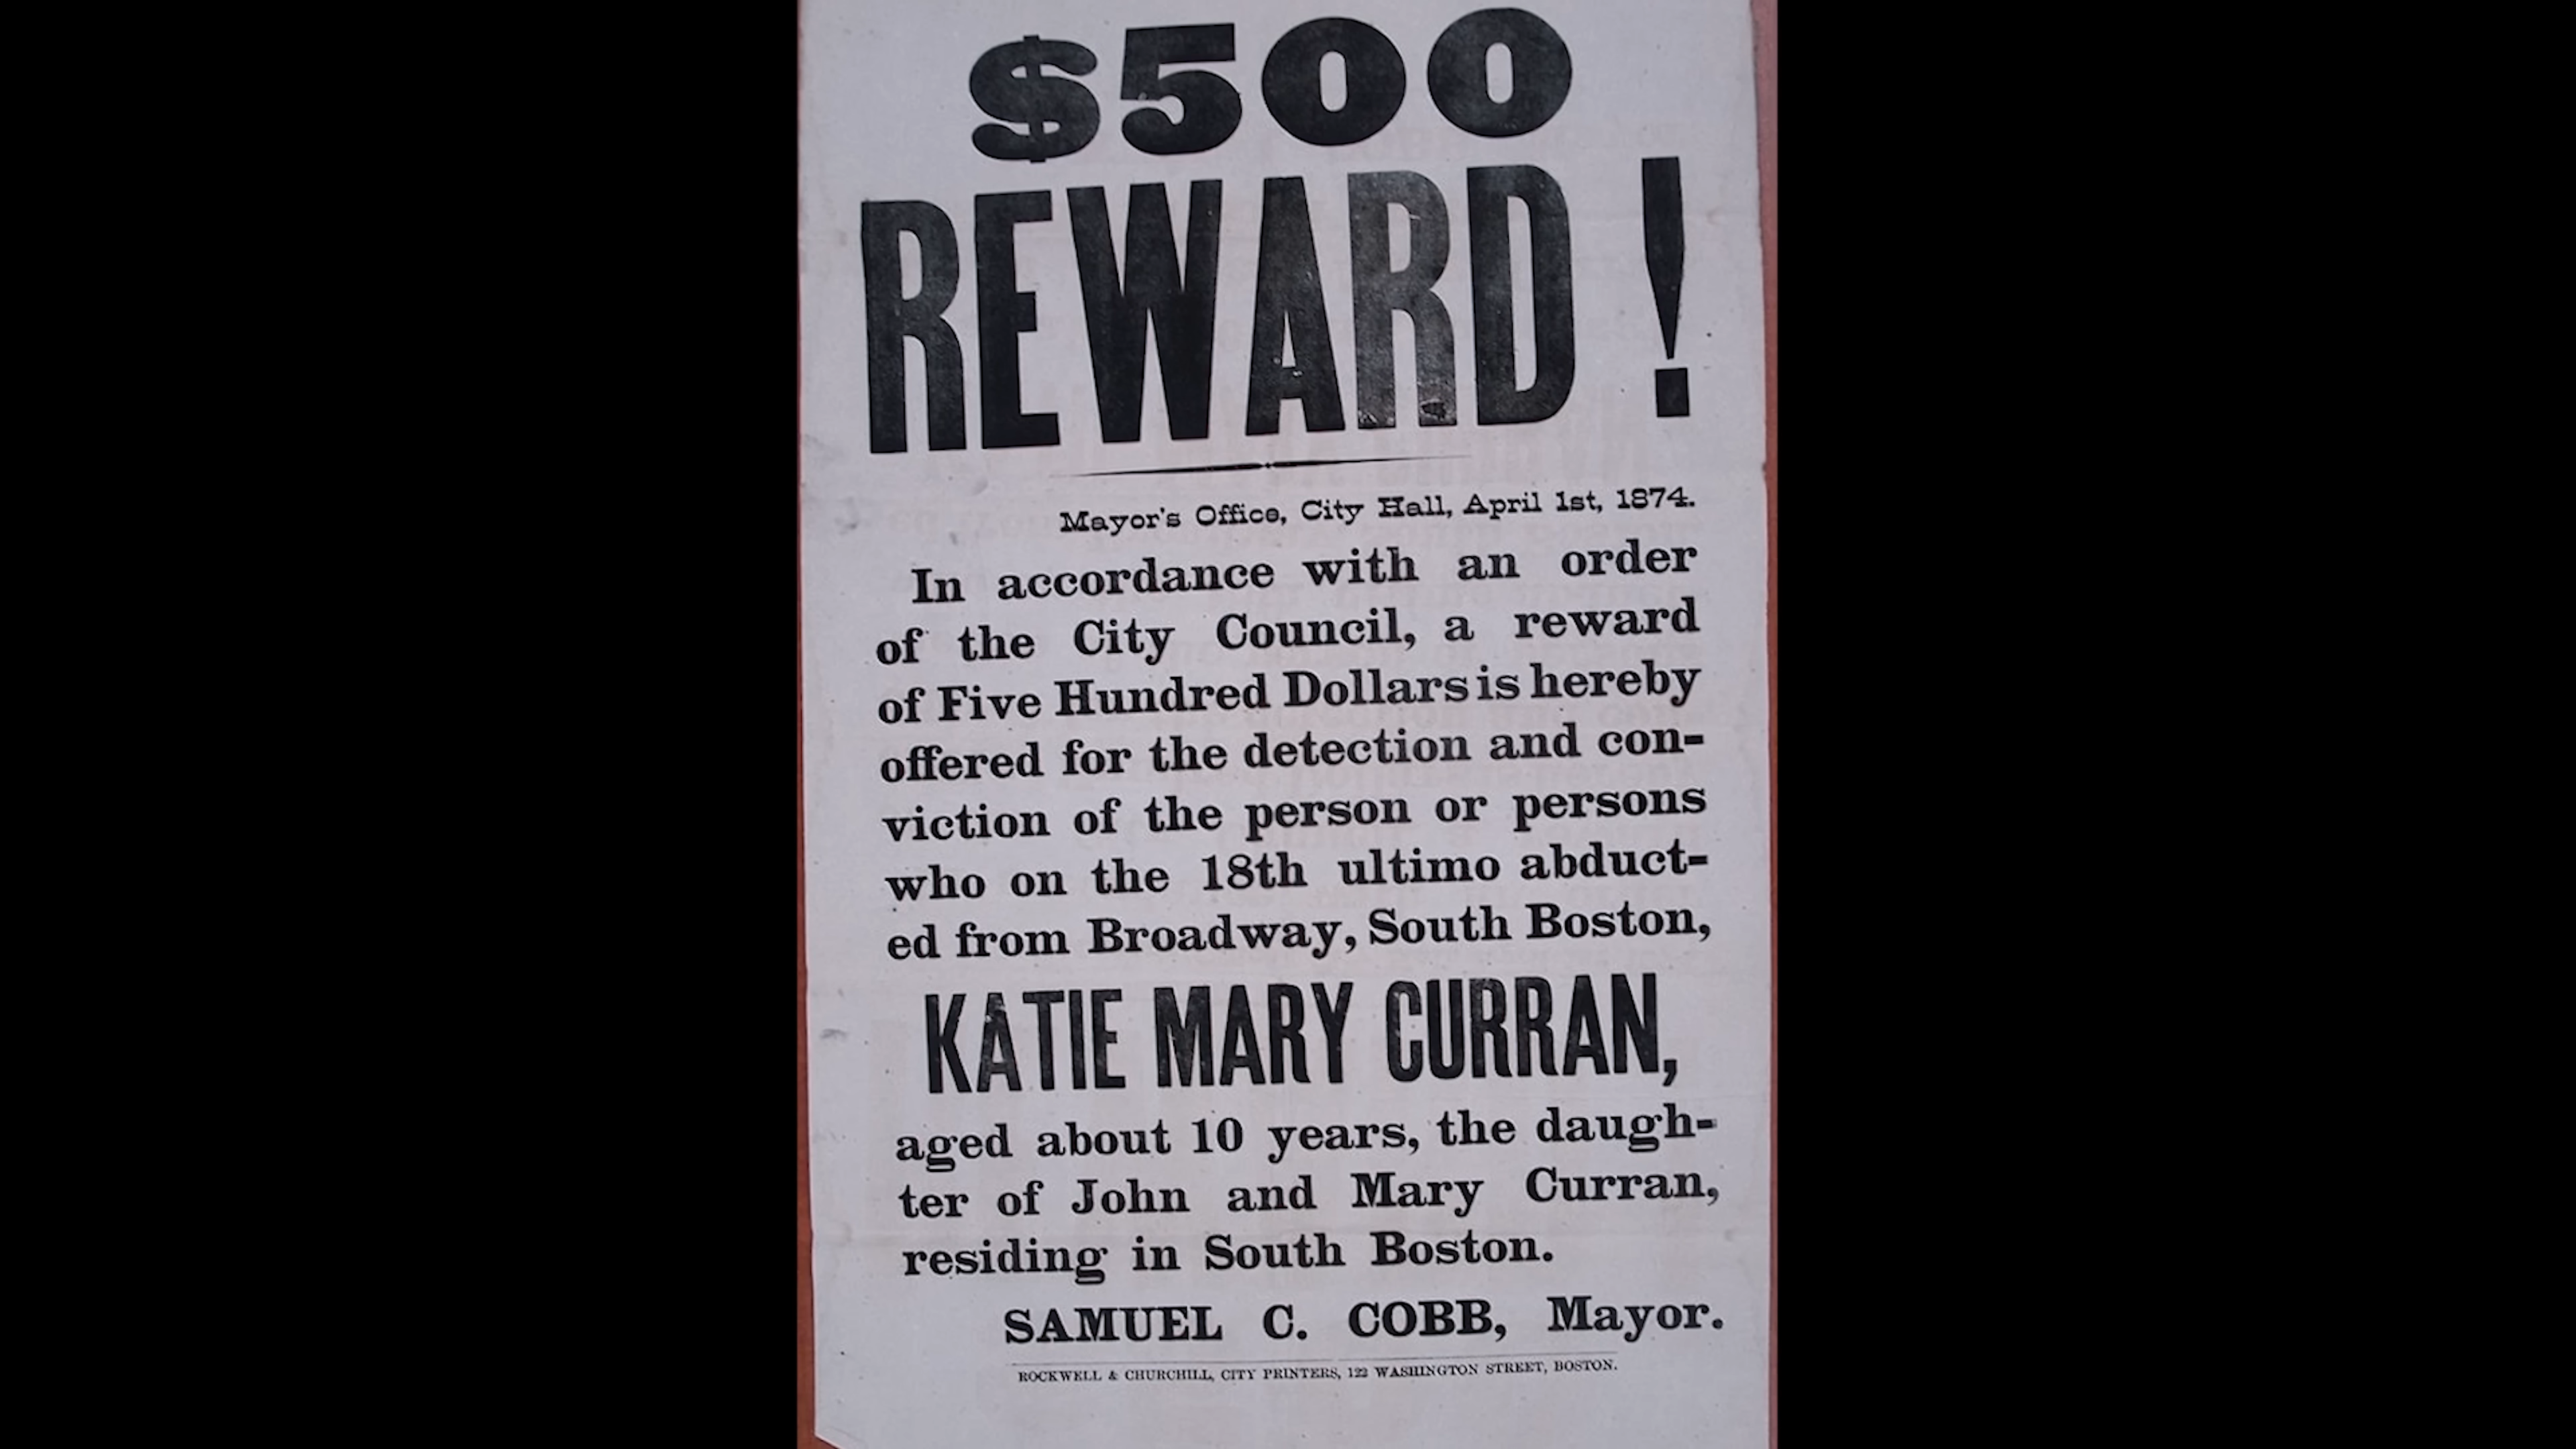 $500
REWARD!
Mayor's Office, City Hall, April 1st, 1874.
In accordance with an order
of the City Council, a reward
of Five Hundred Dollars is hereby
offered for the detection and con-
viction of the person or persons
who on the 18th ultimo abduct-
ed from Broadway, South Boston,
KATIE MARY CURRAN,
aged about 10 years, the daugh-
ter of John and Mary Curran,
residing in South Boston.
SAMUEL C. COBB, Mayor.
ROCKWELL & CHURCHILL, CITY PRINTERS, 122 WASHINGTON STREET, BOSTON.